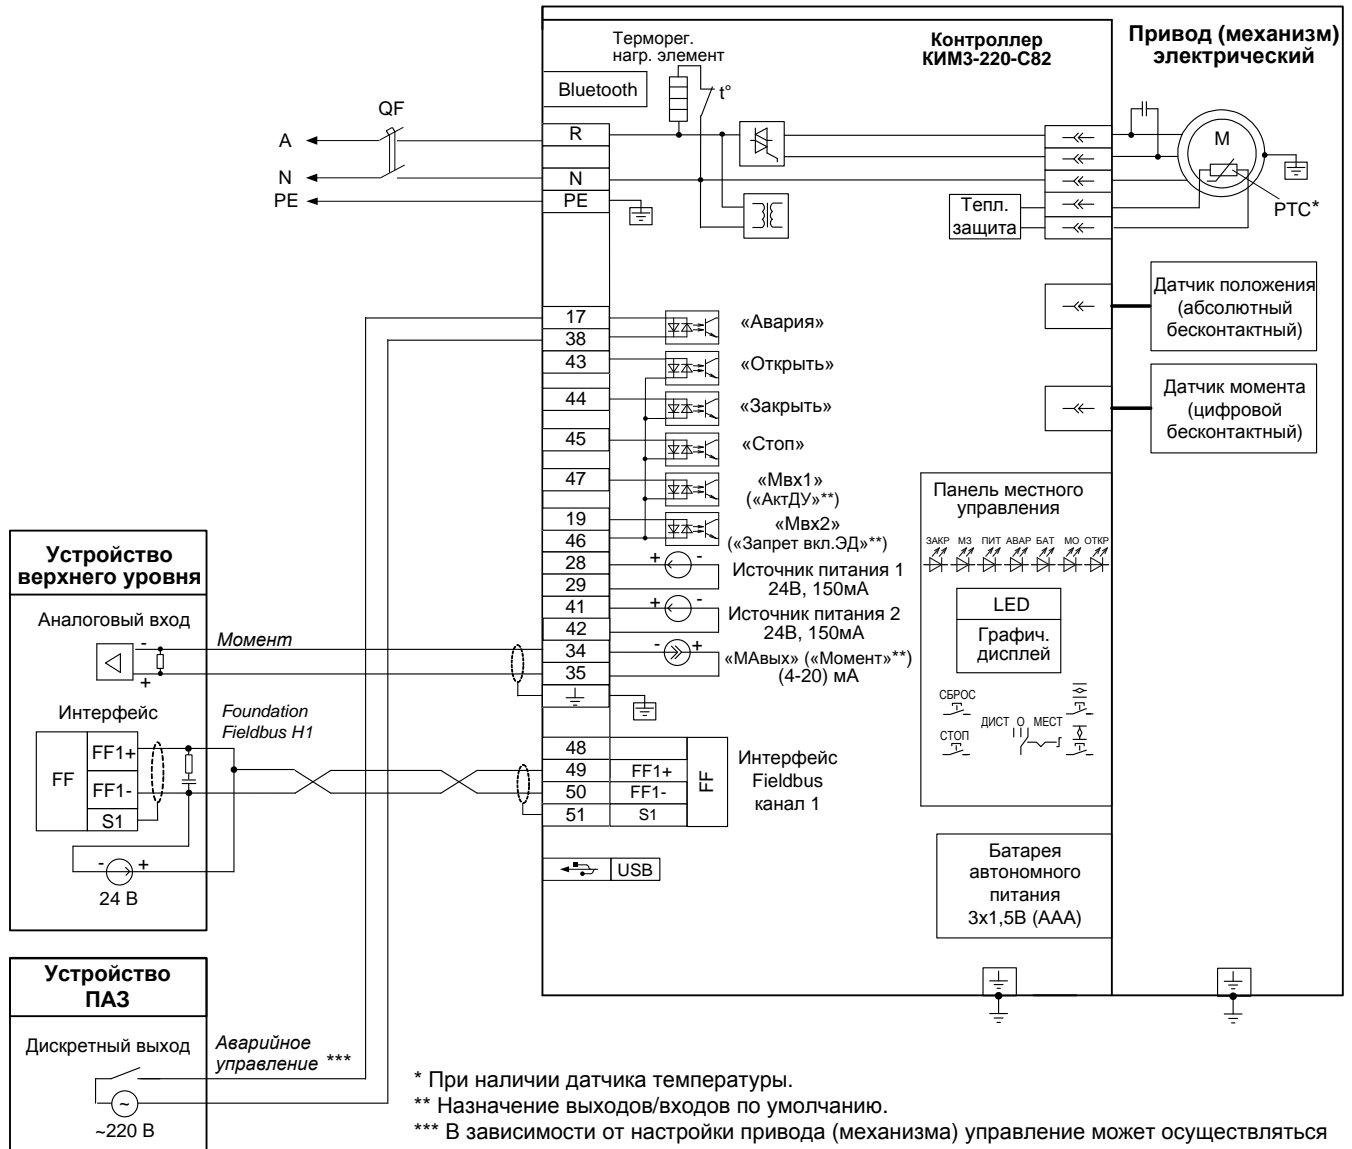 Терморег.
нагр. элемент
Контроллер
КИМ3-220-С82
Привод (механизм)
электрический
Bluetooth
t°
QF
A
R
N
N
PE
PE
M
PTC*
Тепл.
защита
Датчик положения
(абсолютный
бесконтактный)
Датчик момента
(цифровой
бесконтактный)
17
«Авария»
38
43
«Открыть»
44
«Закрыть»
45
«Стоп»
47
«Мвх1»
(«АктДУ»**)
19
«Мвх2»
46
(«Запрет вкл.ЭД»**)
28
+ -
Источник питания 1
24В, 150мА
29
41
+ -
Источник питания 2
24В, 150мА
42
34
- +
«МАвых» («Момент»**)
(4-20) мА
35
Панель местного
управления
ЗАКР МЗ ПИТ АВАР БАТ МО ОТКР
LED
Графич.
дисплей
СБРОС
СТОП
ДИСТ О МЕСТ
Устройство
верхнего уровня
Аналоговый вход
-
+
Момент
Интерфейс
Foundation
Fieldbus H1
FF
FF1+
FF1-
S1
- +
24 В
48
49 FF1+
50 FF1-
51 S1
FF
Интерфейс
Fieldbus
канал 1
USB
Батарея
автономного
питания
3х1,5В (ААА)
Устройство
ПАЗ
Дискретный выход
~
~220 В
Аварийное
управление ***
* При наличии датчика температуры.
** Назначение выходов/входов по умолчанию.
*** В зависимости от настройки привода (механизма) управление может осуществляться